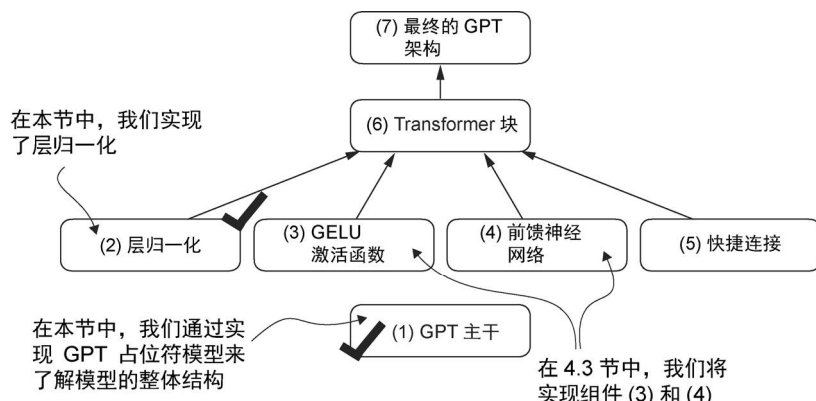 (7) 最终的 GPT
架构
在本节中，我们实现
了层归一化
(6) Transformer 块
(2) 层归一化
(3) GELU
激活函数
(4) 前馈神经
网络
(5) 快捷连接
在本节中，我们通过实
现 GPT 占位符模型来
了解模型的整体结构
(1) GPT 主干
在 4.3 节中，我们将
实现组件 (3) 和 (4)